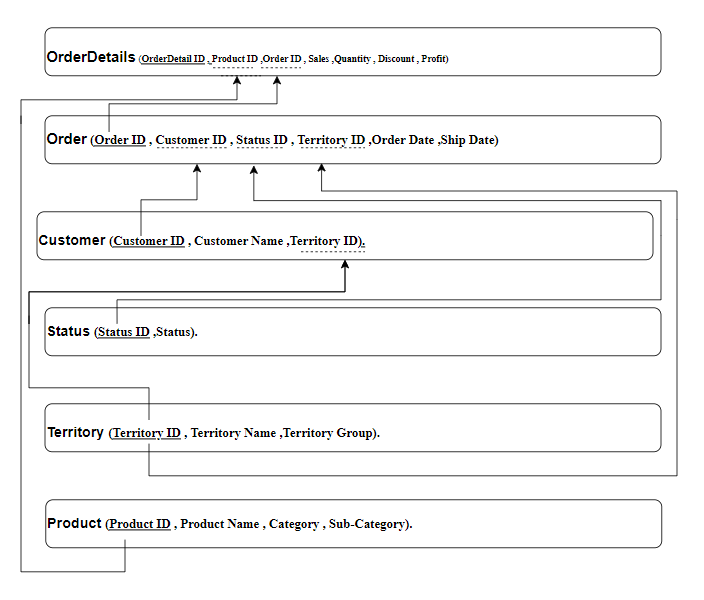 OrderDetails (OrderDetail ID , Product ID ,Order ID , Sales ,Quantity , Discount , Profit)
Order (Order ID , Customer ID , Status ID , Territory ID ,Order Date ,Ship Date)
Customer (Customer ID , Customer Name ,Territory ID).
Status (Status ID ,Status).
Territory (Territory ID , Territory Name ,Territory Group).
Product (Product ID , Product Name , Category , Sub-Category).